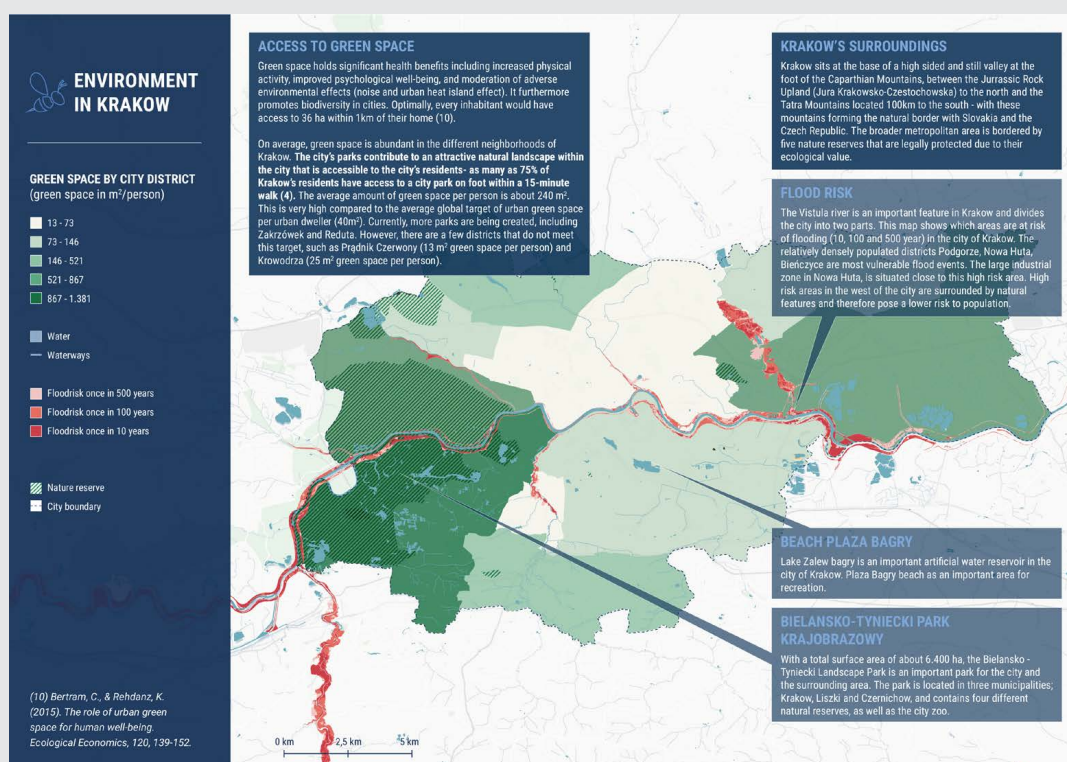 ENVIRONMENT
IN KRAKOW
GREEN SPACE BY CITY DISTRICT
(green space in m²/person)
13 - 73
73 - 146
146 - 521
521 - 867
867 - 1.381
Water
Waterways
Floodrisk once in 500 years
Floodrisk once in 100 years
Floodrisk once in 10 years
Nature reserve
City boundary
(10) Bertram, C., & Rehdanz, K.
(2015). The role of urban green
space for human well-being.
Ecological Economics, 120, 139-152.
ACCESS TO GREEN SPACE
Green space holds significant health benefits including increased physical
activity, improved psychological well-being, and moderation of adverse
environmental effects (noise and urban heat island effect). It furthermore
promotes biodiversity in cities. Optimally, every inhabitant would have
access to 36 ha within 1km of their home (10).
On average, green space is abundant in the different neighborhoods of
Krakow. The city's parks contribute to an attractive natural landscape within
the city that is accessible to the city's residents- as many as 75% of
Krakow's residents have access to a city park on foot within a 15-minute
walk (4). The average amount of green space per person is about 240 m².
This is very high compared to the average global target of urban green space
per urban dweller (40m²). Currently, more parks are being created, including
Zakrzówek and Reduta. However, there are a few districts that do not meet
this target, such as Prądnik Czerwony (13 m² green space per person) and
Krowodrza (25 m² green space per person).
KRAKOW'S SURROUNDINGS
Krakow sits at the base of a high sided and still valley at the
foot of the Caparthian Mountains, between the Jurrassic Rock
Upland (Jura Krakowsko-Czestochowska) to the north and the
Tatra Mountains located 100km to the south - with these
mountains forming the natural border with Slovakia and the
Czech Republic. The broader metropolitan area is bordered by
five nature reserves that are legally protected due to their
ecological value.
FLOOD RISK
The Vistula river is an important feature in Krakow and divides
the city into two parts. This map shows which areas are at risk
of flooding (10, 100 and 500 year) in the city of Krakow. The
relatively densely populated districts Podgorze, Nowa Huta,
Bieńczyce are most vulnerable flood events. The large industrial
zone in Nowa Huta, is situated close to this high risk area. High
risk areas in the west of the city are surrounded by natural
features and therefore pose a lower risk to population.
BEACH PLAZA BAGRY
Lake Zalew bagry is an important artificial water reservoir in the
city of Krakow. Plaza Bagry beach as an important area for
recreation.
BIELANSKO-TYNIECKI PARK
KRAJOBRAZOWY
With a total surface area of about 6.400 ha, the Bielansko -
Tyniecki Landscape Park is an important park for the city and
the surrounding area. The park is located in three municipalities;
Krakow, Liszki and Czernichow, and contains four different
natural reserves, as well as the city zoo.
0 km 2,5 km 5 km